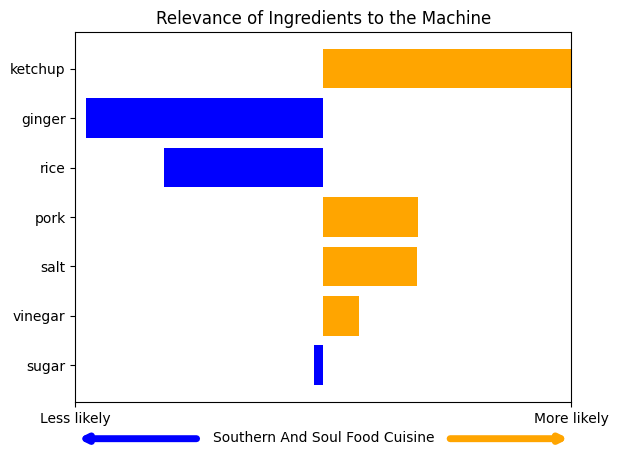 Relevance of Ingredients to the Machine
ketchup
ginger
rice
pork
salt
vinegar
sugar
Less likely
More likely
Southern And Soul Food Cuisine